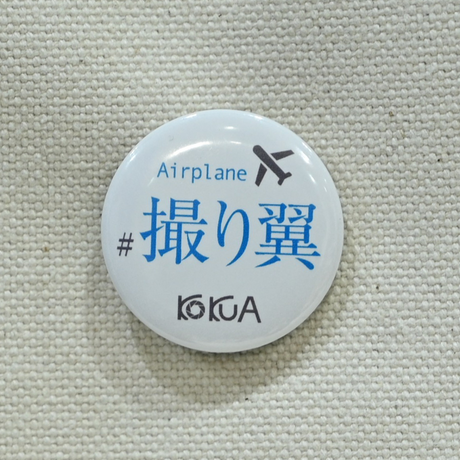 Airplane
#撮り翼
KOKUA